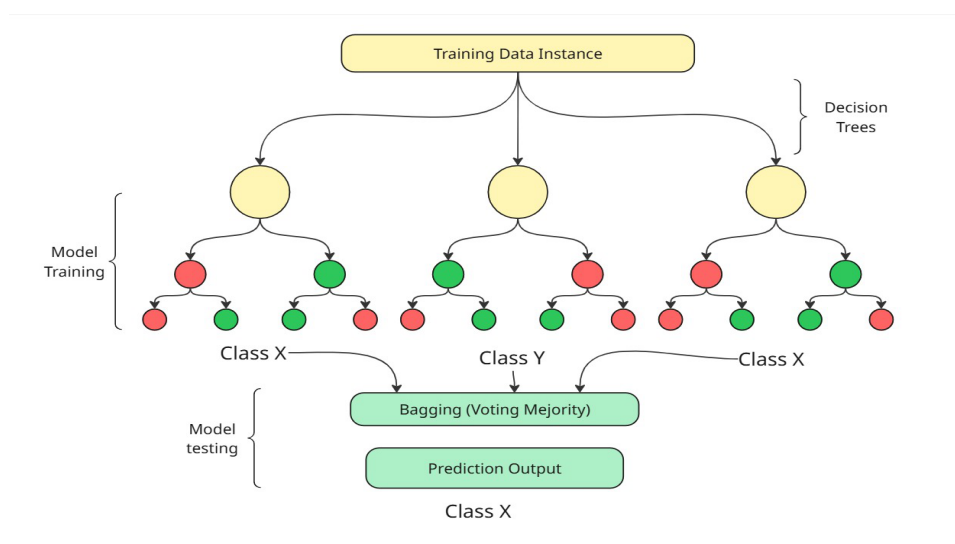 Training Data Instance
Decision
Trees
Model
Training
Class X
Class Y
Class X
Bagging (Voting Mejority)
Model
testing
Prediction Output
Class X